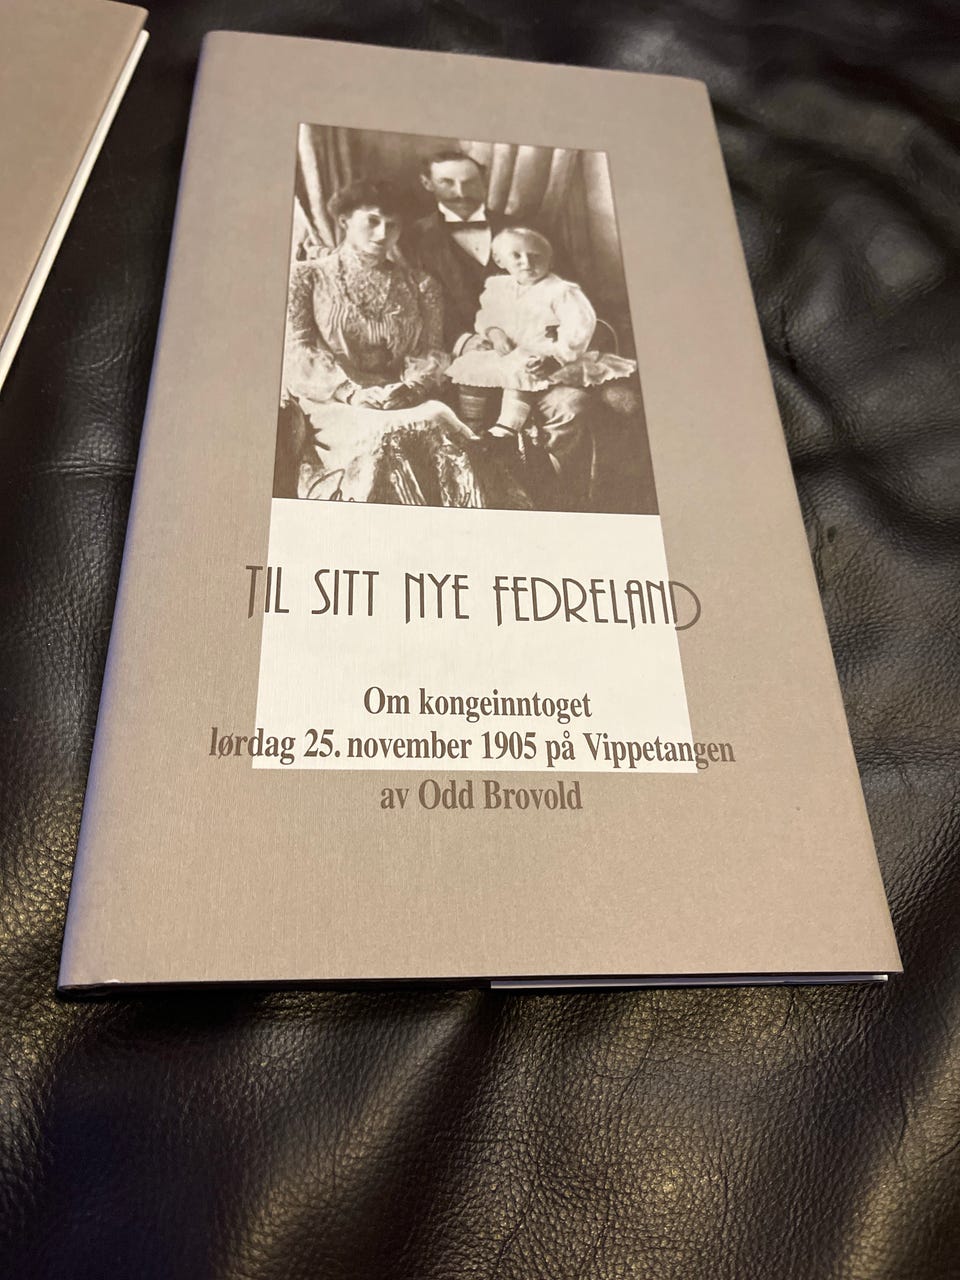 TIL SITT NYE FEDRELAND
Om kongeinntoget
lørdag 25. november 1905 på Vippetangen
av Odd Brovold